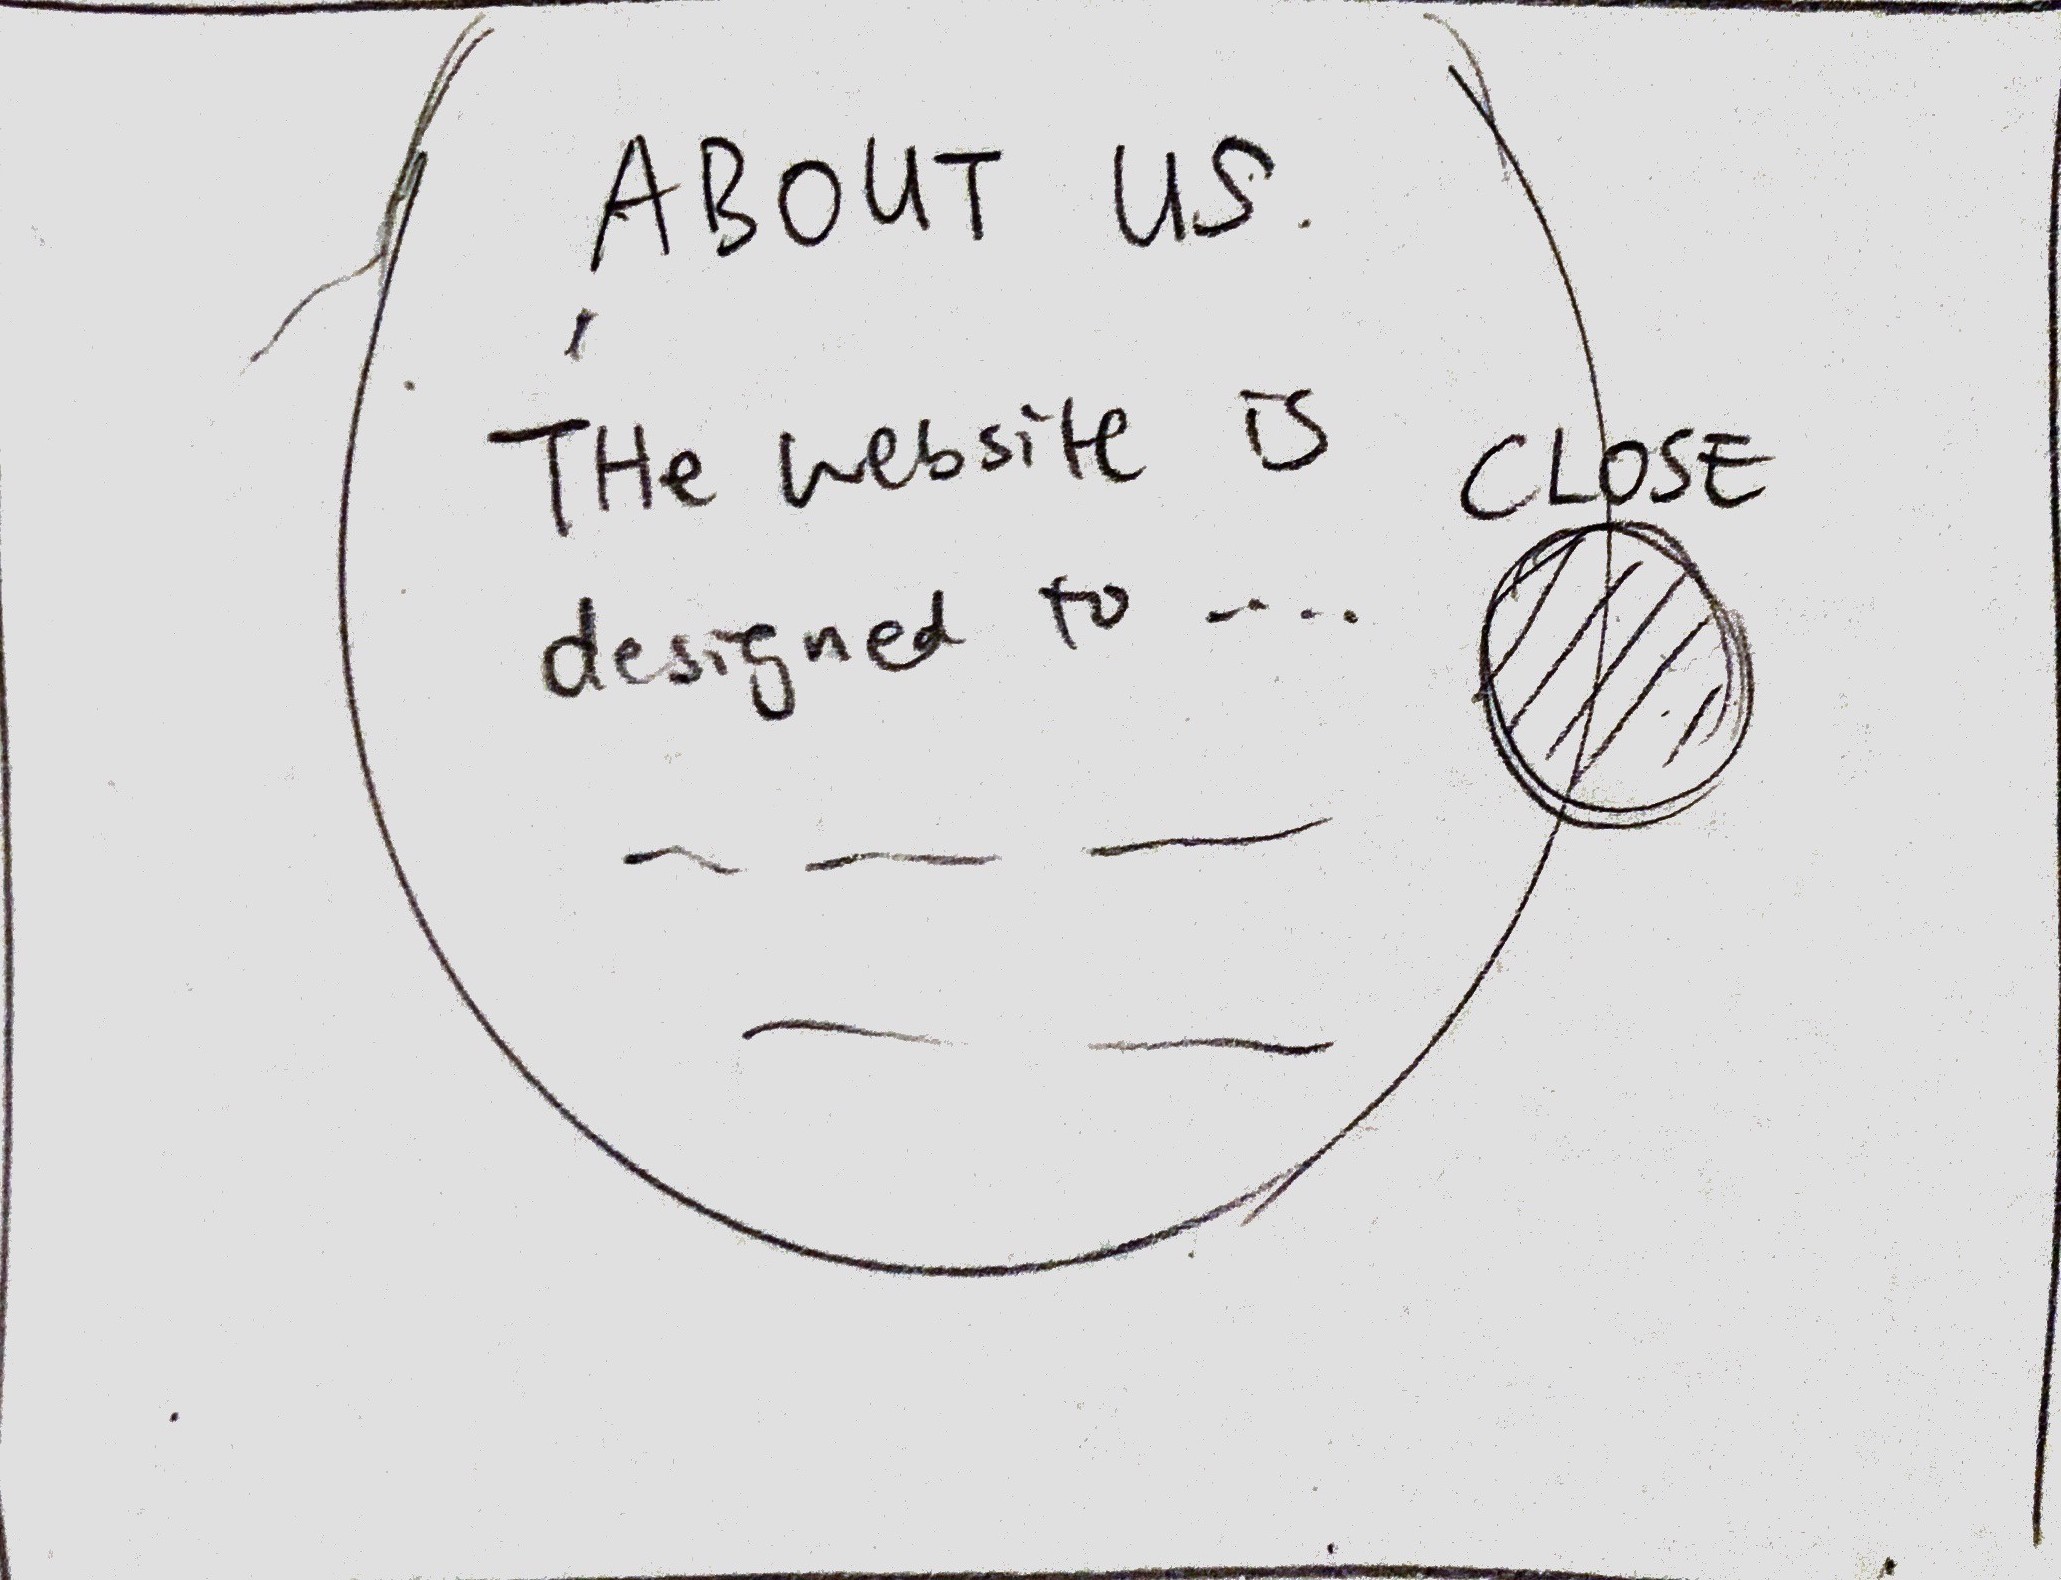 ABOUT US.
THe website is
CLOSE
designed to ----